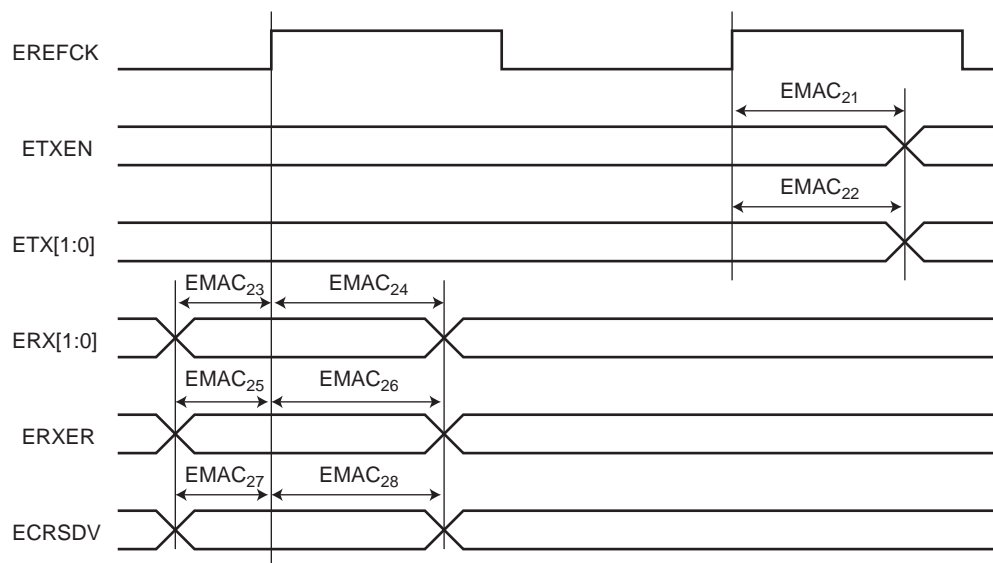 EREFCK
EMAC21
ETXEN
EMAC22
ETX[1:0]
EMAC23 EMAC24
ERX[1:0]
EMAC25 EMAC26
ERXER
EMAC27 EMAC28
ECRSDV